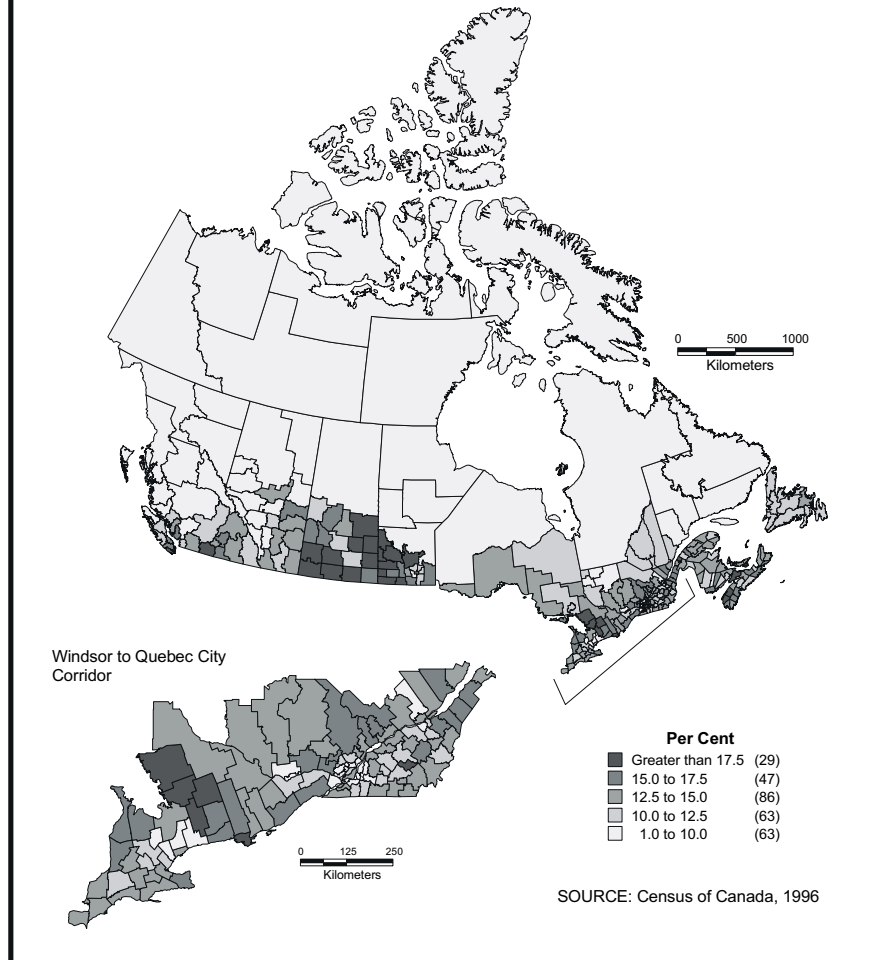 0 500 1000
Kilometers
Windsor to Quebec City
Corridor
Per Cent
Greater than 17.5 (29)
15.0 to 17.5 (47)
12.5 to 15.0 (86)
10.0 to 12.5 (63)
1.0 to 10.0 (63)
0 125 250
Kilometers
SOURCE: Census of Canada, 1996